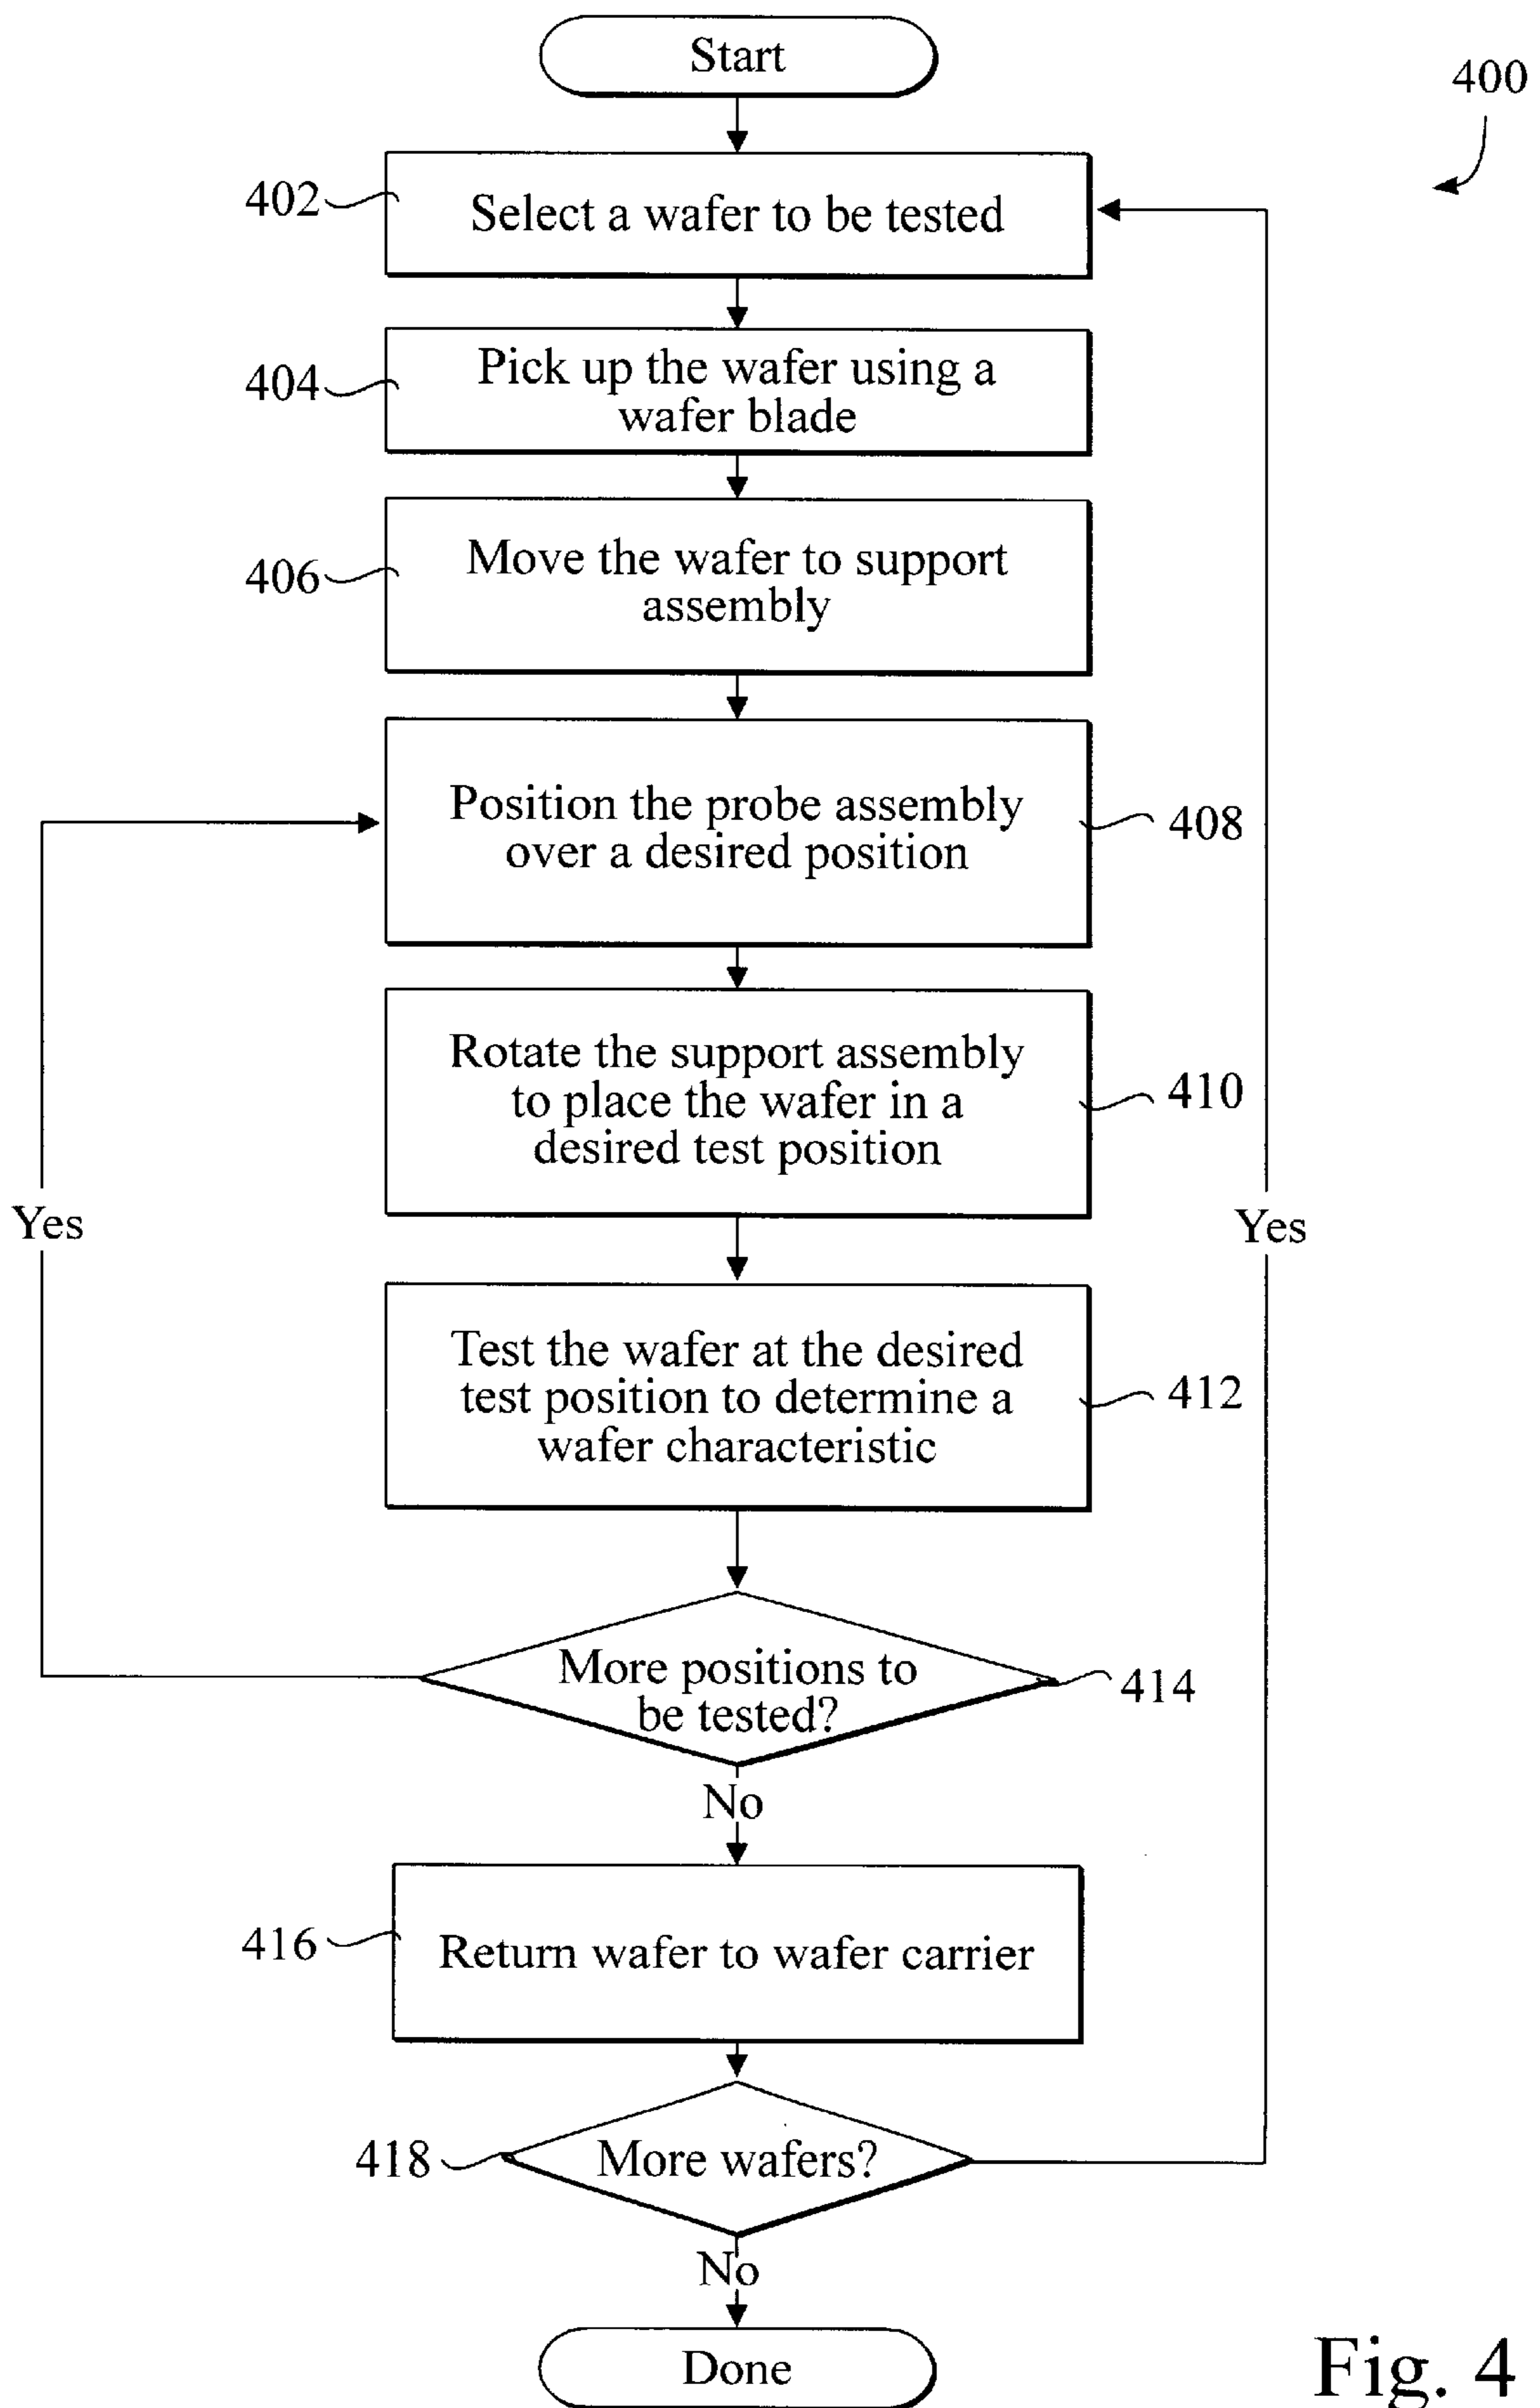 Start
400
402
Select a wafer to be tested
404
Pick up the wafer using a
wafer blade
406
Move the wafer to support
assembly
Position the probe assembly
over a desired position
408
Rotate the support assembly
to place the wafer in a
desired test position
410
Yes
Yes
Test the wafer at the desired
test position to determine a
wafer characteristic
412
More positions to
be tested?
414
No
416
Return wafer to wafer carrier
418
More wafers?
No
Done
Fig. 4